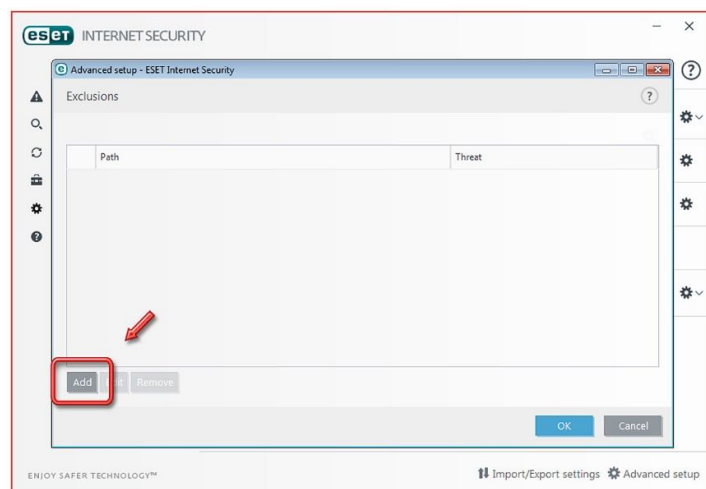 eset INTERNET SECURITY
Advanced setup - ESET Internet Security
Exclusions
Path Threat
Add Edit Remove
OK Cancel
ENJOY SAFER TECHNOLOGY™
Import/Export settings Advanced setup